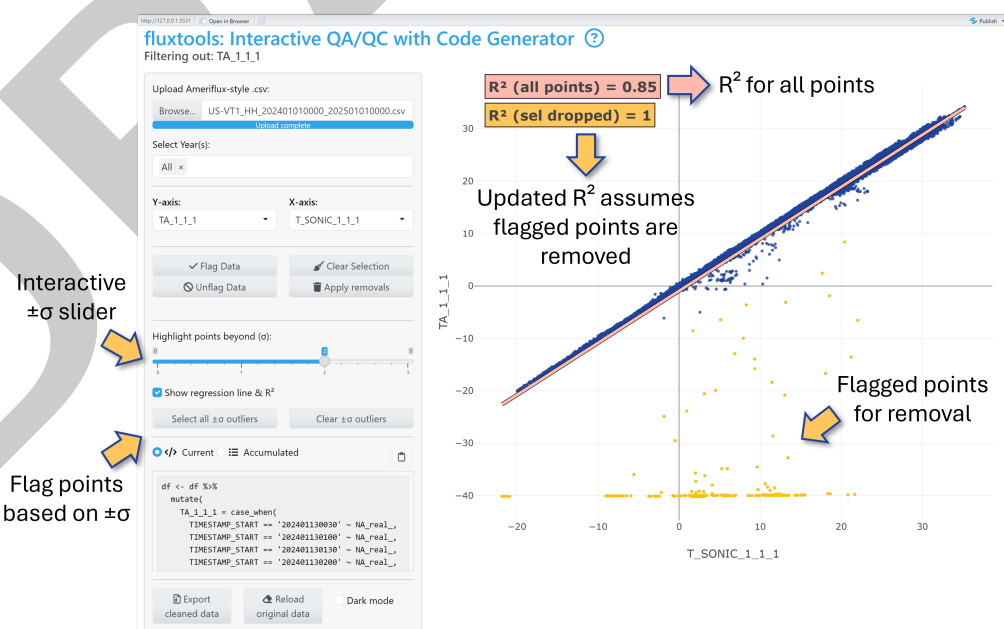 http://127.0.0.1:3531 Open in Browser
Publish
fluxtools: Interactive QA/QC with Code Generator ?
Filtering out: TA_1_1_1
Upload Ameriflux-style .csv:
Browse... US-VT1_HH_202401010000_202501010000.csv
Upload complete
Select Year(s):
All ×
Y-axis: X-axis:
TA_1_1_1 T_SONIC_1_1_1
Flag Data Clear Selection
Unflag Data Apply removals
Interactive
±σ slider
Highlight points beyond (σ):
0 2 3
0 1 2 3
Show regression line & R²
Select all ±σ outliers Clear ±σ outliers
Flag points
based on ±σ
</> Current Accumulated
df <- df %>%
mutate(
TA_1_1_1 = case_when(
TIMESTAMP_START == '202401130030' ~ NA_real_,
TIMESTAMP_START == '202401130100' ~ NA_real_,
TIMESTAMP_START == '202401130130' ~ NA_real_,
TIMESTAMP_START == '202401130200' ~ NA_real_,
Export
cleaned data
Reload
original data
Dark mode
R² (all points) = 0.85
R² for all points
R² (sel dropped) = 1
Updated R² assumes
flagged points are
removed
Flagged points
for removal
30
20
10
0
−10
−20
−30
−40
TA_1_1_1
−20 −10 0 10 20 30
T_SONIC_1_1_1